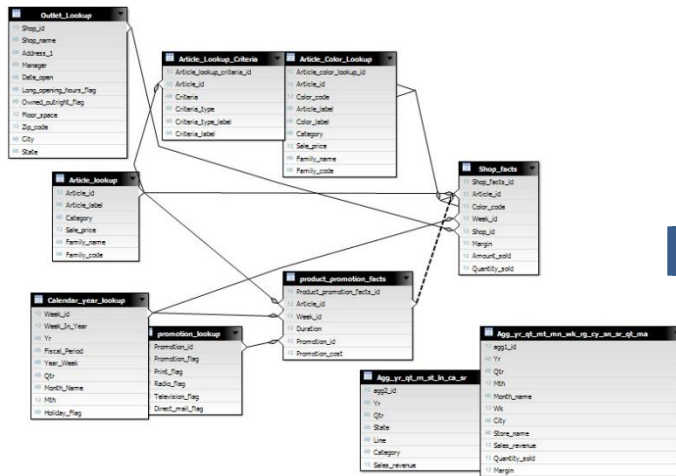 Outlet_Lookup
Shop_id
Shop_name
Address_1
Manager
Date_open
Long_opening_hours_flag
Owned_outright_flag
Floor_space
Zip_code
City
State
Article_Lookup_Criteria
Article_lookup_criteria_id
Article_id
Criteria
Criteria_type
Criteria_type_label
Criteria_label
Article_Color_Lookup
Article_color_lookup_id
Article_id
Color_code
Article_label
Color_label
Category
Sale_price
Family_name
Family_code
Shop_facts
Shop_facts_id
Article_id
Color_code
Week_id
Shop_id
Margin
Amount_sold
Quantity_sold
Article_lookup
Article_id
Article_label
Category
Sale_price
Family_name
Family_code
product_promotion_facts
Product_promotion_facts_id
Article_id
Week_id
Duration
Promotion_id
Promotion_cost
Calendar_year_lookup
Week_id
Week_In_Year
Yr
Fiscal_Period
Year_Week
Qtr
Month_Name
Mth
Holiday_Flag
promotion_lookup
Promotion_id
Promotion_flag
Print_flag
Radio_flag
Television_flag
Direct_mail_flag
Agg_yr_qt_rn_st_ln_ca_sr
agg2_id
Yr
Qtr
State
Line
Category
Sales_revenue
Agg_yr_qt_mt_mn_wk_rg_cy_sn_sr_qt_ma
agg1_id
Yr
Qtr
Mth
Month_name
Wk
City
Store_name
Sales_revenue
Quantity_sold
Margin